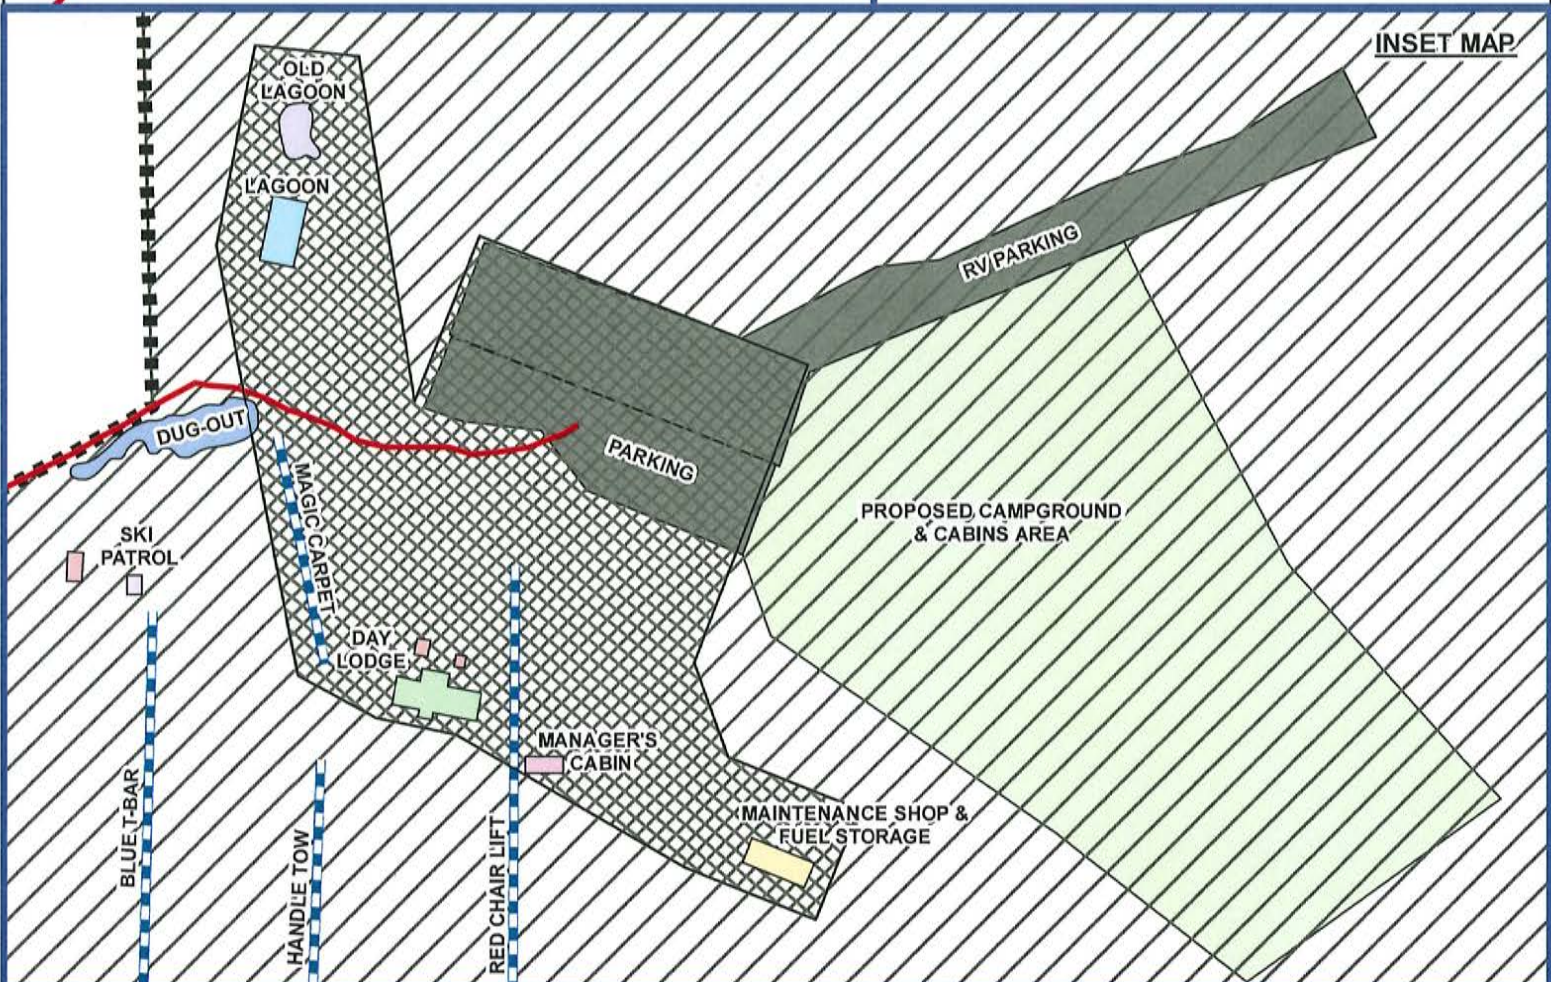 INSET MAP
OLD
LAGOON
LAGOON
RV PARKING
DUG-OUT
PARKING
MAGIC CARPET
PROPOSED CAMPGROUND
& CABINS AREA
SKI
PATROL
DAY
LODGE
MANAGER'S
CABIN
MAINTENANCE SHOP &
FUEL STORAGE
BLUE T-BAR
HANDLE TOW
RED CHAIR LIFT